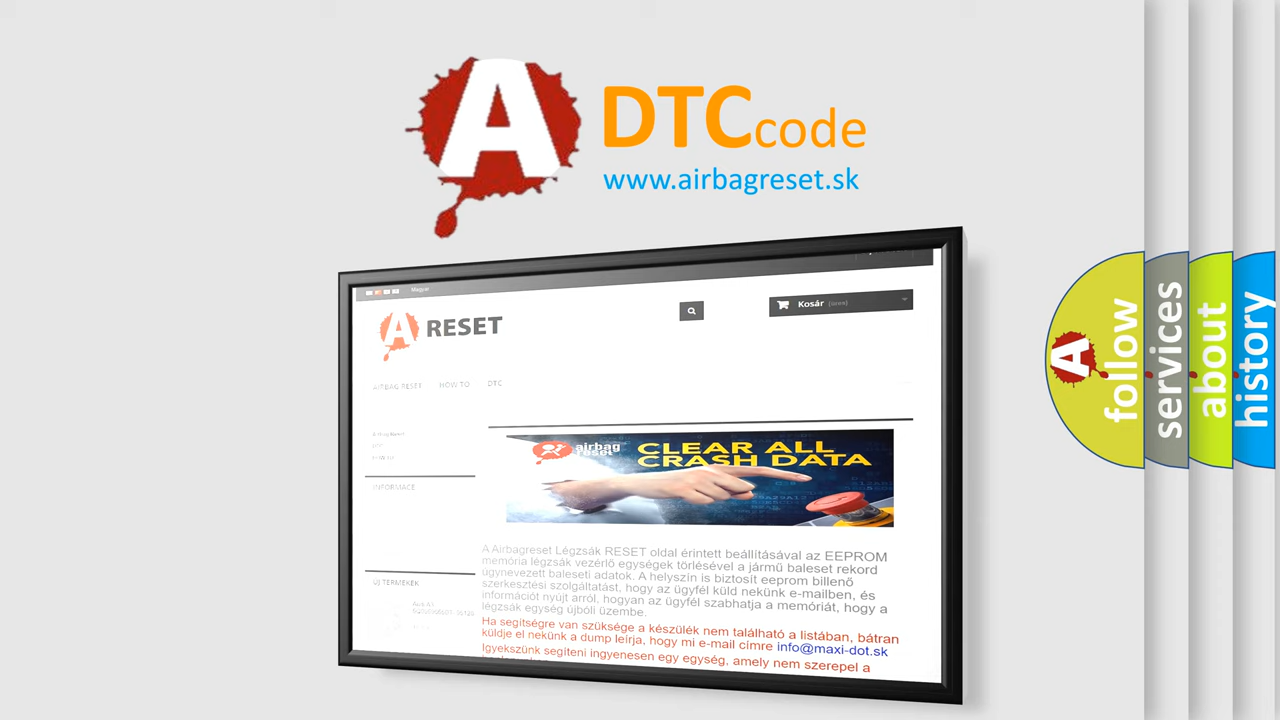 A
DTC code
www.airbagreset.sk
Magyar
A RESET
Kosár
AIRBAG RESET HOW TO DTC
INFORMACE
airbag
reset
CLEAR ALL
CRASH DATA
A Airbagreset Légzsák RESET oldal érintett beállításával az EEPROM
memória légzsák vezérlő egységek törlésével a jármű baleset rekord
úgynevezett baleseti adatok. A helyszín is biztosít eeprom billenő
szerkesztési szolgáltatást, hogy az ügyfél küld nekünk e-mailben, és
információt nyújt arról, hogyan az ügyfél szabhatja a memóriát, hogy a
légzsák egység újbóli üzembe.
Ha segítségre van szüksége a készülék nem található a listában, bátran
küldje el nekünk a dump leírja, hogy mi e-mail címre info@maxi-dot.sk
Igyekszünk segíteni ingyenesen egy egység, amely nem szerepel a
ÚJ TERMÉKEK
A follow
services
about
history